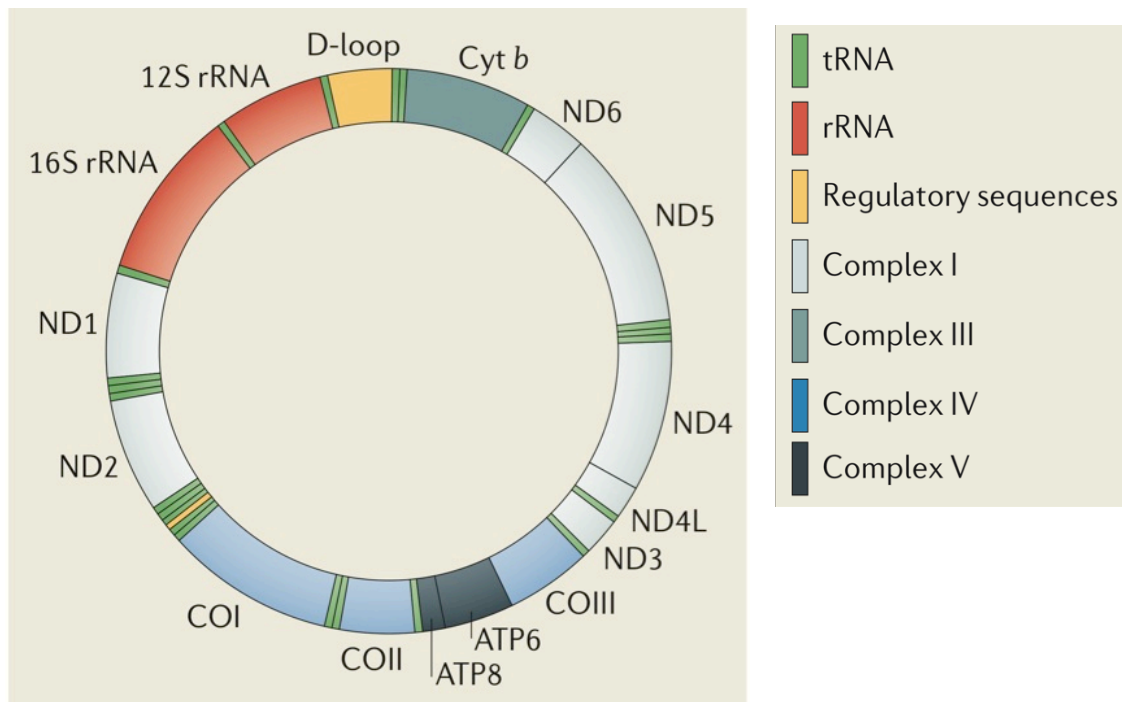 D-loop
Cyt b
12S rRNA
ND6
16S rRNA
ND5
ND1
ND4
ND2
ND4L
ND3
COI
COIII
COII
ATP6
ATP8
tRNA
rRNA
Regulatory sequences
Complex I
Complex III
Complex IV
Complex V